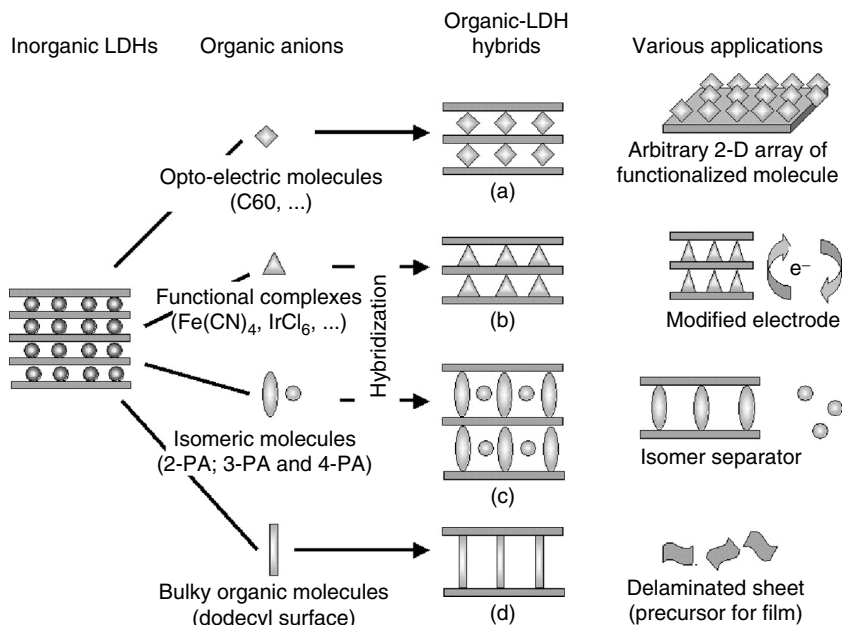 Inorganic LDHs
Organic anions
Organic-LDH
hybrids
Various applications
Opto-electric molecules
(C60, ...)
(a)
Arbitrary 2-D array of
functionalized molecule
Functional complexes
(Fe(CN)₄, IrCl₆, ...)
Hybridization
(b)
e⁻
Modified electrode
Isomeric molecules
(2-PA; 3-PA and 4-PA)
(c)
Isomer separator
Bulky organic molecules
(dodecyl surface)
(d)
Delaminated sheet
(precursor for film)